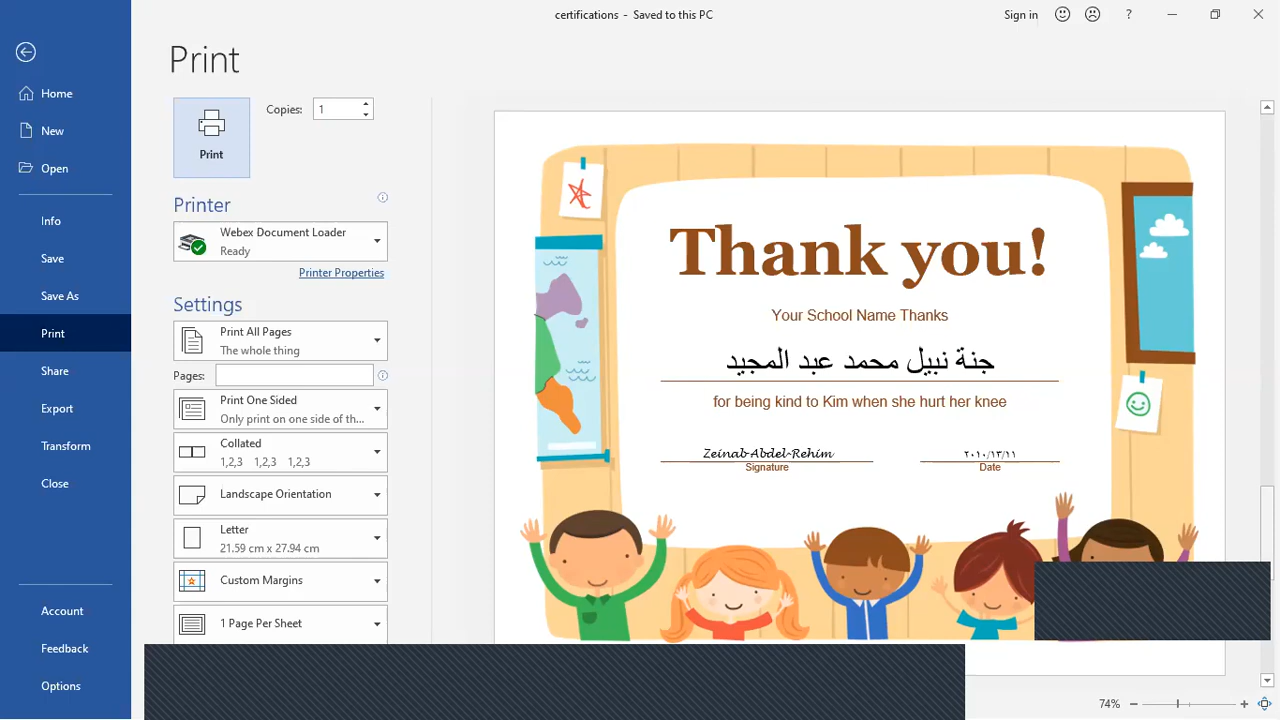 certifications - Saved to this PC
Sign in
?
Print
Home
New
Open
Info
Save
Save As
Print
Share
Export
Transform
Close
Account
Feedback
Options
Print
Copies: 1
Printer
Webex Document Loader
Ready
Printer Properties
Settings
Print All Pages
The whole thing
Pages:
Print One Sided
Only print on one side of th...
Collated
1,2,3 1,2,3 1,2,3
Landscape Orientation
Letter
21.59 cm x 27.94 cm
Custom Margins
1 Page Per Sheet
Thank you!
Your School Name Thanks
جنة نبيل محمد عبد المجيد
for being kind to Kim when she hurt her knee
Zeinab Abdel-Rehim
Signature
٢٠١٠/١٣/١١
Date
74%